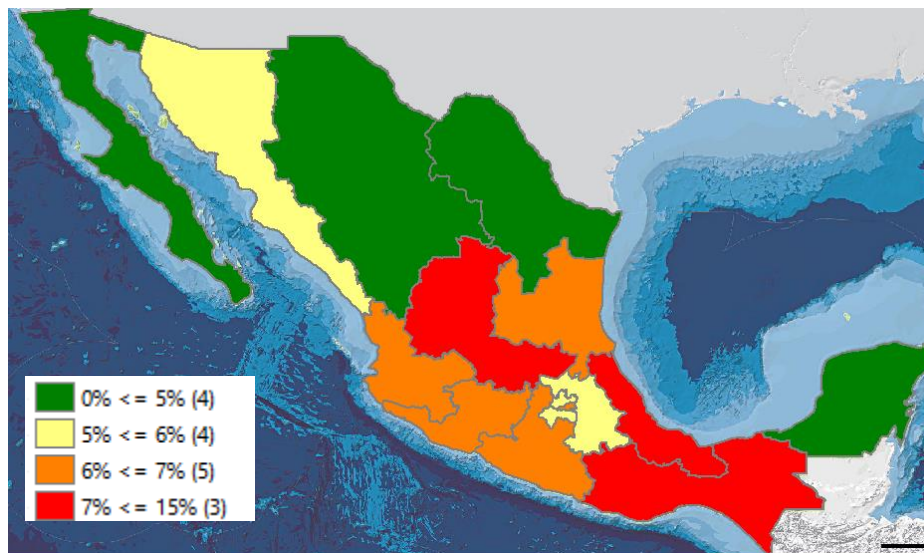 0% <= 5% (4)
5% <= 6% (4)
6% <= 7% (5)
7% <= 15% (3)